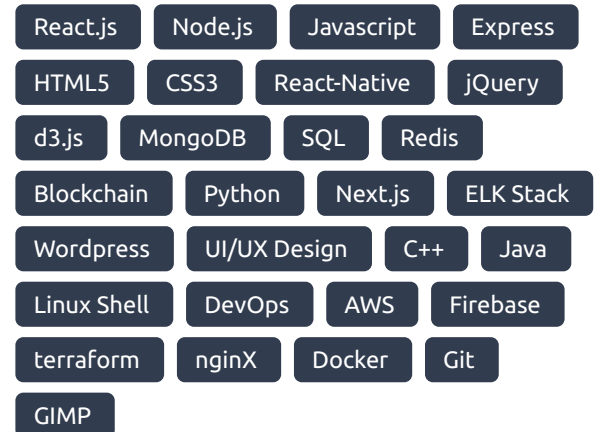 React.js Node.js Javascript Express
HTML5 CSS3 React-Native jQuery
d3.js MongoDB SQL Redis
Blockchain Python Next.js ELK Stack
Wordpress UI/UX Design C++ Java
Linux Shell DevOps AWS Firebase
terraform nginX Docker Git
GIMP